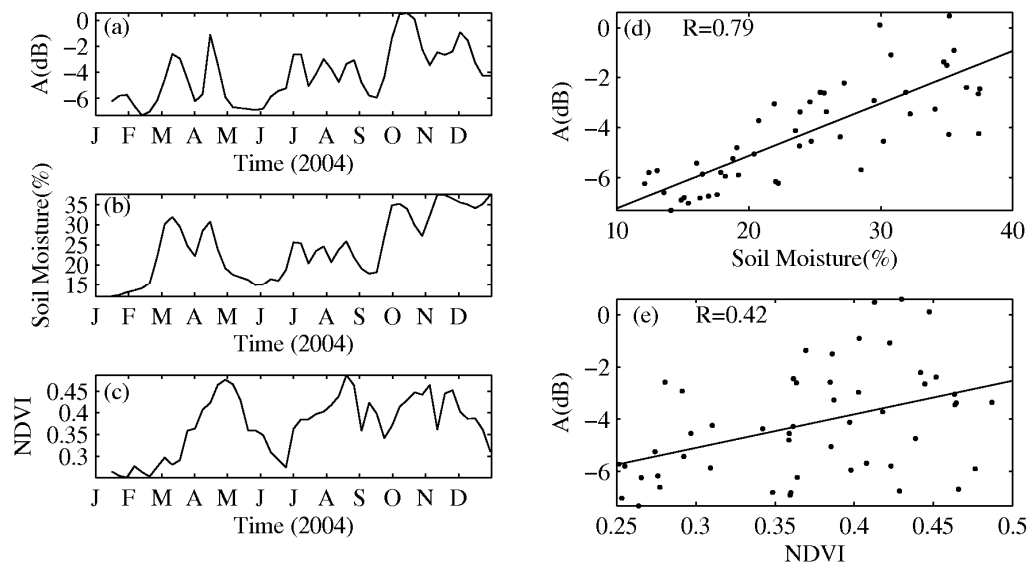 (a)
A(dB)
0
−2
−4
−6
J F M A M J J A S O N D
Time (2004)
(b)
Soil Moisture(%)
35
30
25
20
15
J F M A M J J A S O N D
Time (2004)
(c)
NDVI
0.45
0.4
0.35
0.3
J F M A M J J A S O N D
Time (2004)
(d) R=0.79
A(dB)
0
−2
−4
−6
10 20 30 40
Soil Moisture(%)
(e) R=0.42
A(dB)
0
−2
−4
−6
0.25 0.3 0.35 0.4 0.45 0.5
NDVI